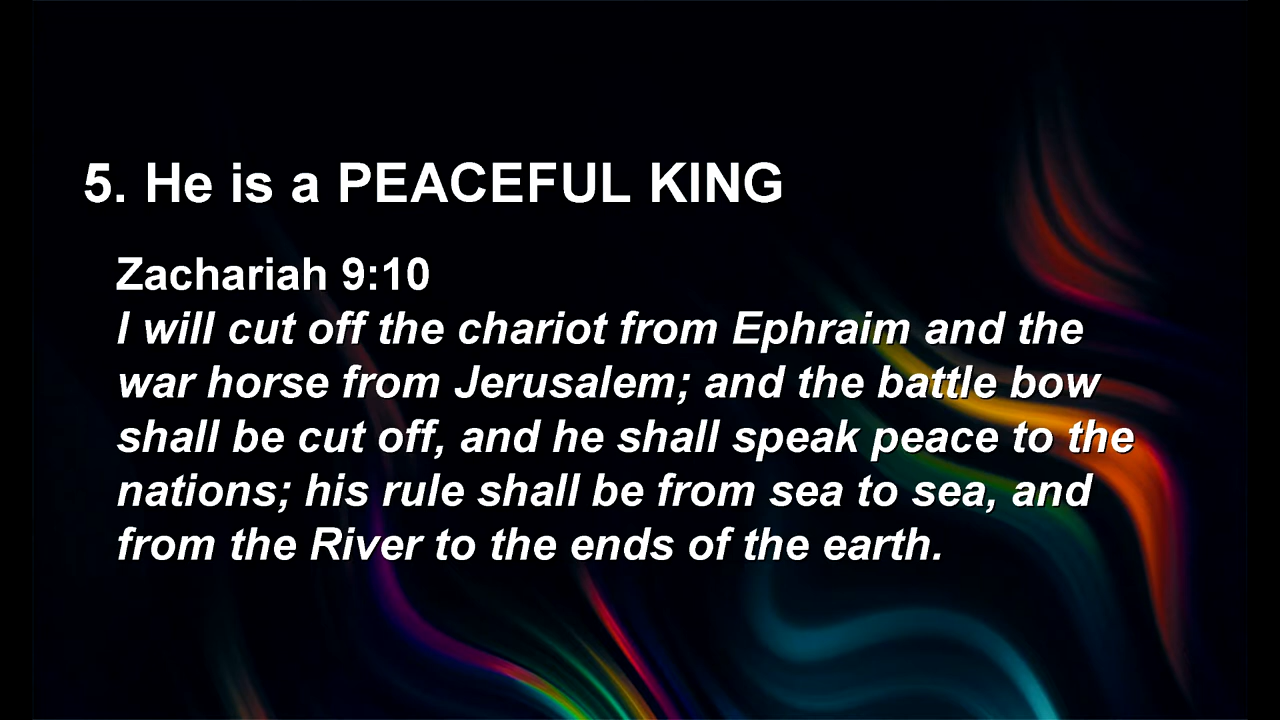 5. He is a PEACEFUL KING
Zachariah 9:10
I will cut off the chariot from Ephraim and the
war horse from Jerusalem; and the battle bow
shall be cut off, and he shall speak peace to the
nations; his rule shall be from sea to sea, and
from the River to the ends of the earth.